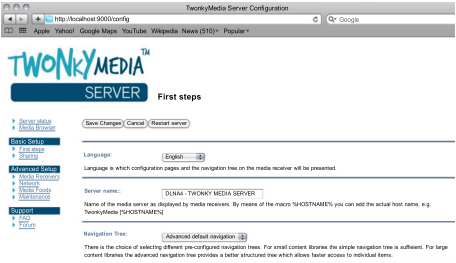 TwonkyMedia Server Configuration
http://localhost:9000/config
Google
Apple Yahoo! Google Maps YouTube Wikipedia News (510) Popular
TWONKYMEDIA TM
SERVER
First steps
Server status
Media Browser
Save Changes Cancel Restart server
Basic Setup
First steps
Sharing
Language: English
Language is which configuration pages and the navigation tree on the media receiver will be presented.
Advanced Setup
Media Receivers
Network
Media Feeds
Maintenance
Server name:: DLNA4 - TWONKY MEDIA SERVER
Name of the media server as displayed by media receivers. By means of the macro %HOSTNAME% you can add the actual host name, e.g.
TwonkyMedia [%HOSTNAME%]
Support
FAQ
Forum
Navigation Tree: Advanced default navigation
There is the choice of selecting different pre-configured navigation trees. For small content libraries the simple navigation tree is sufficient. For large
content libraries the advanced navigation tree provides a better structured tree which allows faster access to individual items.